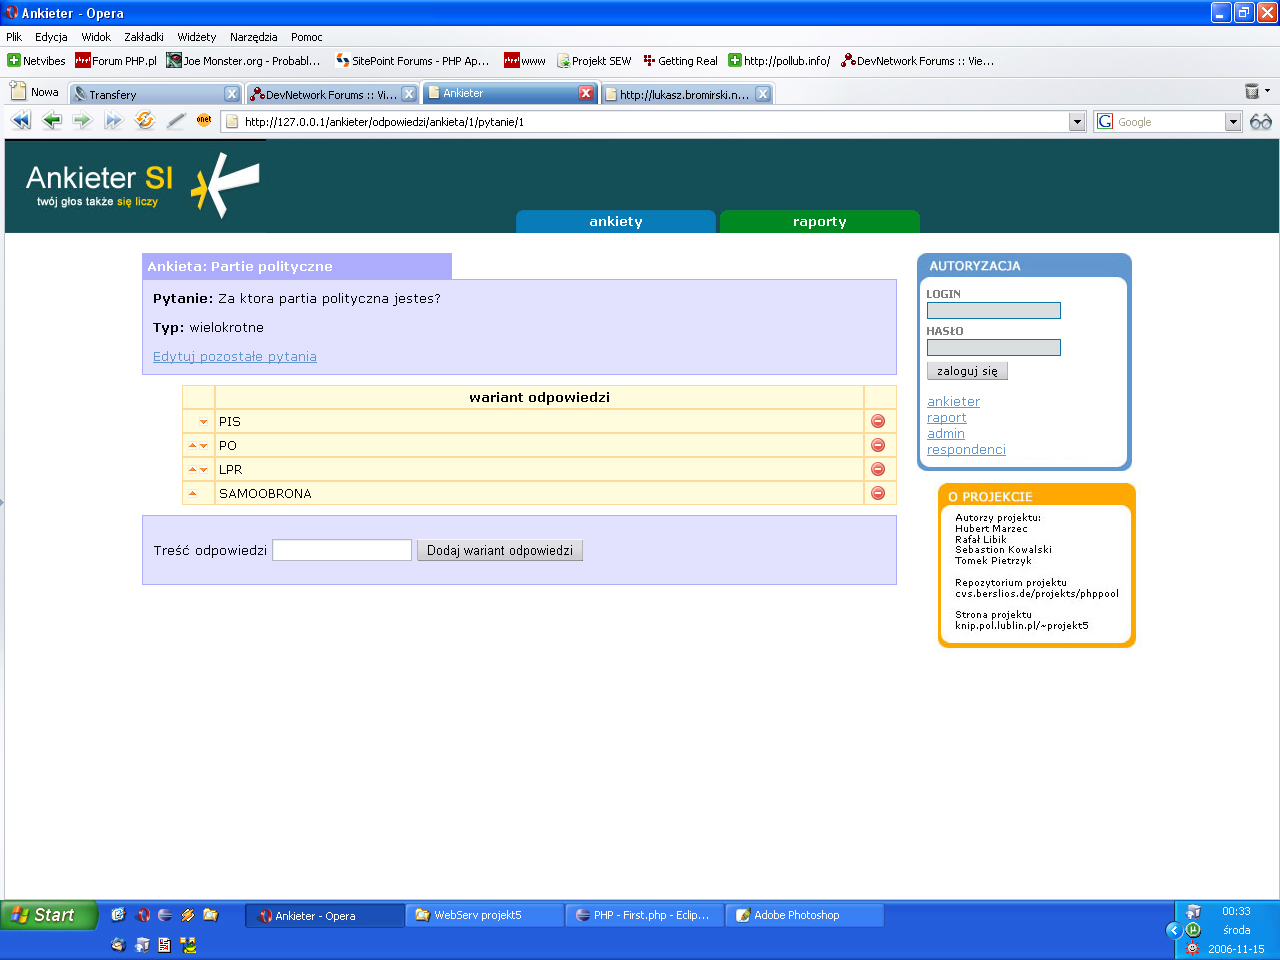 Ankieter - Opera
Plik Edycja Widok Zakładki Widżety Narzędzia Pomoc
Netvibes Forum PHP.pl Joe Monster.org - Probabl... SitePoint Forums - PHP Ap... www Projekt SEW Getting Real http://pollub.info/ DevNetwork Forums :: Vie...
Nowa Transfery DevNetwork Forums :: Vi... Ankieter http://lukasz.bromirski.n...
onet http://127.0.0.1/ankieter/odpowiedzi/ankieta/1/pytanie/1 G Google
Ankieter SI
twój głos także się liczy
ankiety raporty
Ankieta: Partie polityczne
Pytanie: Za ktora partia polityczna jestes?
Typ: wielokrotne
Edytuj pozostałe pytania
wariant odpowiedzi
PIS
PO
LPR
SAMOOBRONA
Treść odpowiedzi Dodaj wariant odpowiedzi
AUTORYZACJA
LOGIN
HASŁO
zaloguj się
ankieter
raport
admin
respondenci
O PROJEKCIE
Autorzy projektu:
Hubert Marzec
Rafał Libik
Sebastion Kowalski
Tomek Pietrzyk
Repozytorium projektu
cvs.berslios.de/projekts/phppool
Strona projektu
knip.pol.lublin.pl/~projekt5
Start Ankieter - Opera WebServ projekt5 PHP - First.php - Eclip... Adobe Photoshop 00:33
środa
2006-11-15